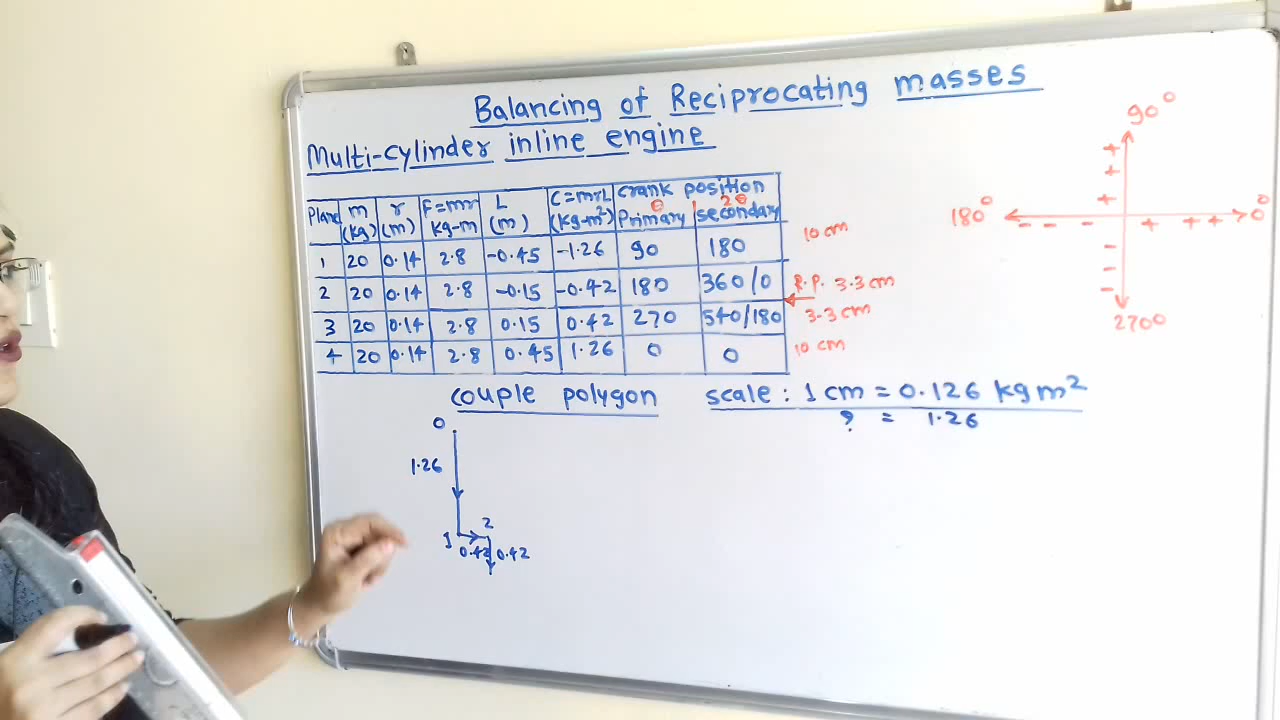 Balancing of Reciprocating masses
Multi-cylinder inline engine
Plane m (kg) r (m) F=mr kg-m L (m) C=mrL (kg-m²) crank position
θ Primary 2θ secondary
1 20 0.14 2.8 -0.45 -1.26 90 180
10 cm
2 20 0.14 2.8 -0.15 -0.42 180 360/0
R.P. 3.3 cm
3 20 0.14 2.8 0.15 0.42 270 540/180
3.3 cm
4 20 0.14 2.8 0.45 1.26 0 0
10 cm
90°
+
+
+
180° - - - + + + 0°
-
-
-
2700
couple polygon scale : 1 cm = 0.126 kg m²
? = 1.26
0
1.26
1 2
0.42 0.42